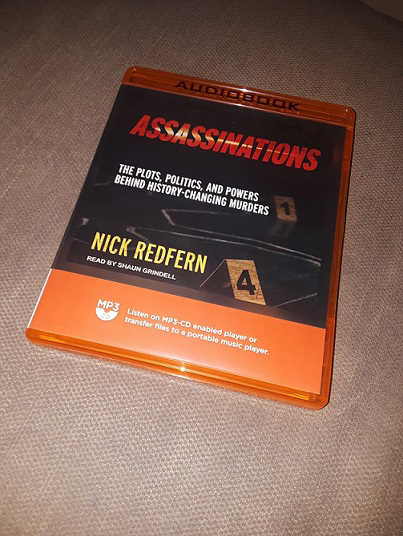 AUDIOBOOK
ASSASSINATIONS
THE PLOTS, POLITICS, AND POWERS
BEHIND HISTORY-CHANGING MURDERS
1
NICK REDFERN
READ BY SHAUN GRINDELL
4
MP3
CD
Listen on MP3-CD enabled player or
transfer files to a portable music player.